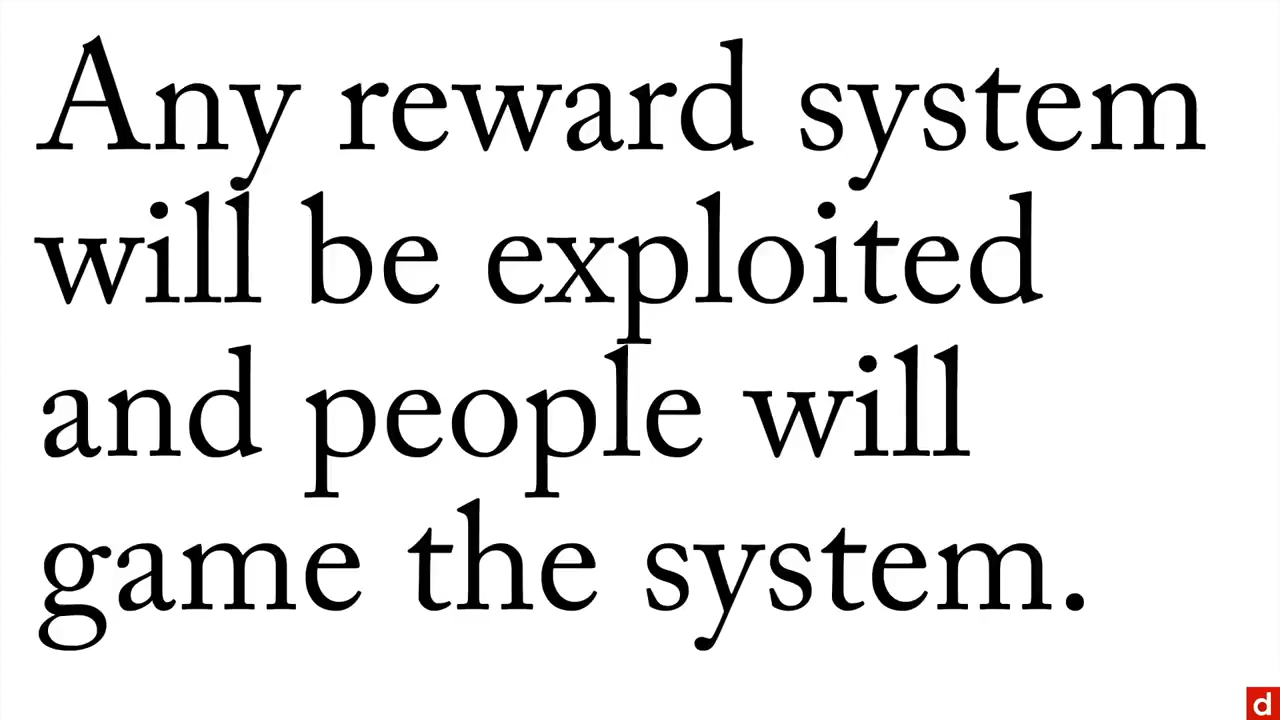 Any reward system
will be exploited
and people will
game the system.
d